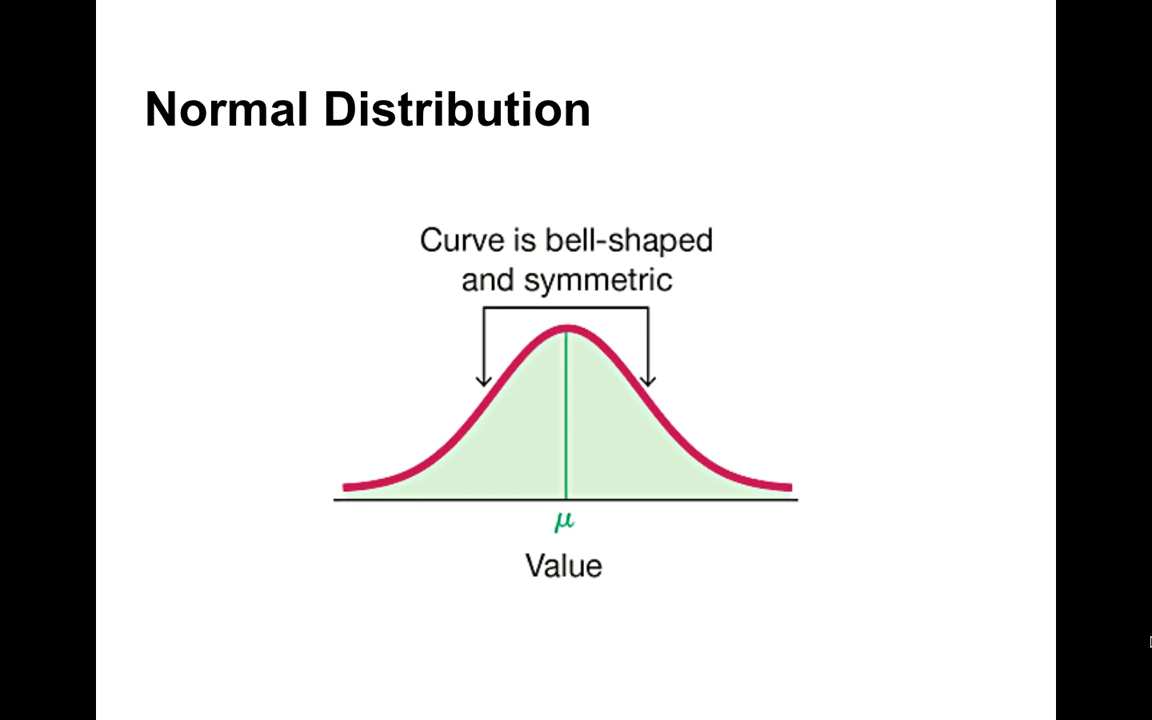 Normal Distribution
Curve is bell-shaped
and symmetric
μ
Value